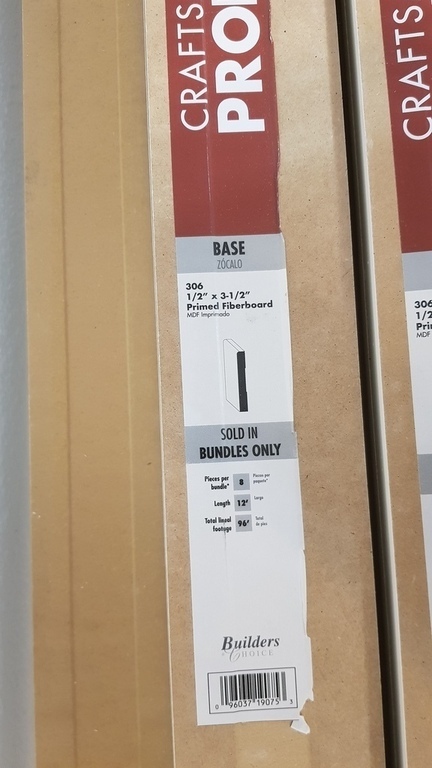 CRAFTS
PRO
BASE
ZÓCALO
306
1/2" x 3-1/2"
Primed Fiberboard
MDF Imprimado
SOLD IN
BUNDLES ONLY
Pieces per bundle* 8 Piezas per paquete*
Length 12' Largo
Total lineal footage 96' Total de pies
Builders
CHOICE
0 96037 19075 3
CRAFTS
306
1/2
Pri
MDF